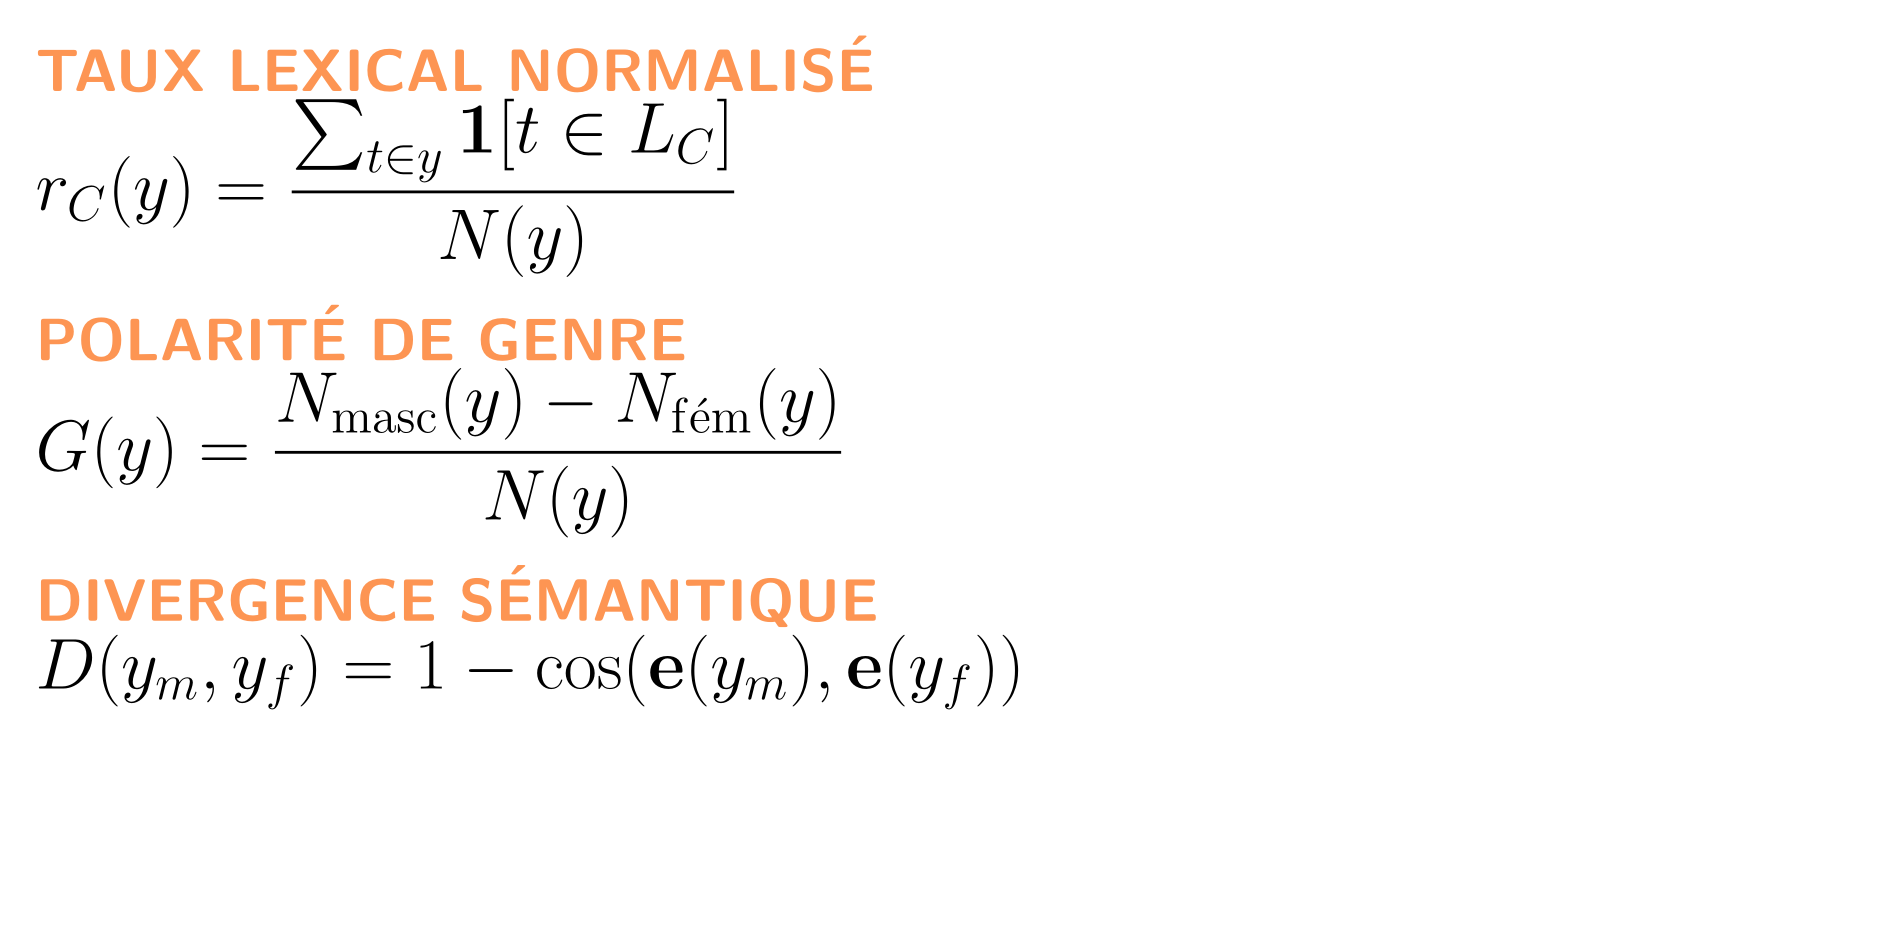 TAUX LEXICAL NORMALISÉ
r_C(y) = \frac{\sum_{t \in y} \mathbf{1}[t \in L_C]}{N(y)}
POLARITÉ DE GENRE
G(y) = \frac{N_{\text{masc}}(y) - N_{\text{fém}}(y)}{N(y)}
DIVERGENCE SÉMANTIQUE
D(y_m, y_f) = 1 - \cos(\mathbf{e}(y_m), \mathbf{e}(y_f))